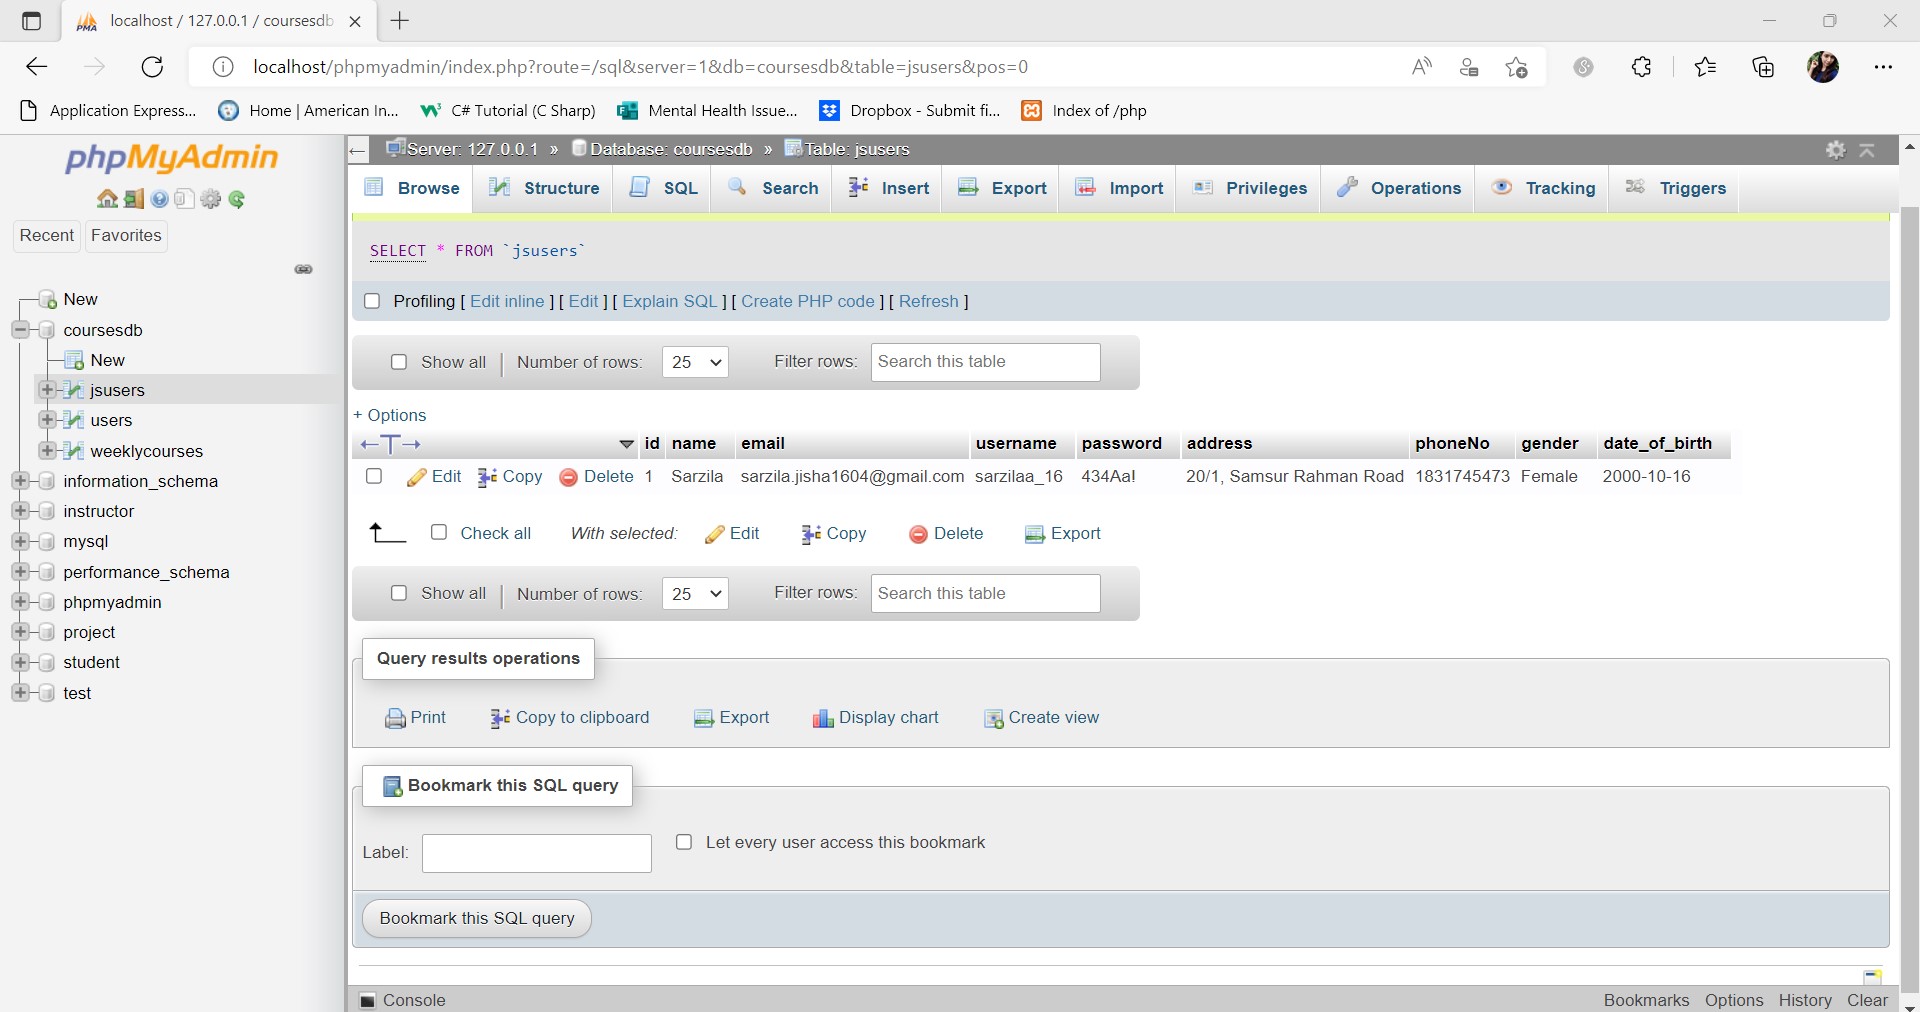 localhost / 127.0.0.1 / coursesdb
localhost/phpmyadmin/index.php?route=/sql&server=1&db=coursesdb&table=jsusers&pos=0
Application Express... Home | American In... C# Tutorial (C Sharp) Mental Health Issue... Dropbox - Submit fi... Index of /php
phpMyAdmin
Recent Favorites
New
coursesdb
New
jsusers
users
weeklycourses
information_schema
instructor
mysql
performance_schema
phpmyadmin
project
student
test
Server: 127.0.0.1 » Database: coursesdb » Table: jsusers
Browse Structure SQL Search Insert Export Import Privileges Operations Tracking Triggers
SELECT * FROM `jsusers`
Profiling [ Edit inline ] [ Edit ] [ Explain SQL ] [ Create PHP code ] [ Refresh ]
Show all | Number of rows: 25 Filter rows: Search this table
+ Options
←T→ id name email username password address phoneNo gender date_of_birth
Edit Copy Delete 1 Sarzila sarzila.jisha1604@gmail.com sarzilaa_16 434Aa! 20/1, Samsur Rahman Road 1831745473 Female 2000-10-16
Check all With selected: Edit Copy Delete Export
Show all | Number of rows: 25 Filter rows: Search this table
Query results operations
Print Copy to clipboard Export Display chart Create view
Bookmark this SQL query
Label: Let every user access this bookmark
Bookmark this SQL query
Console Bookmarks Options History Clear